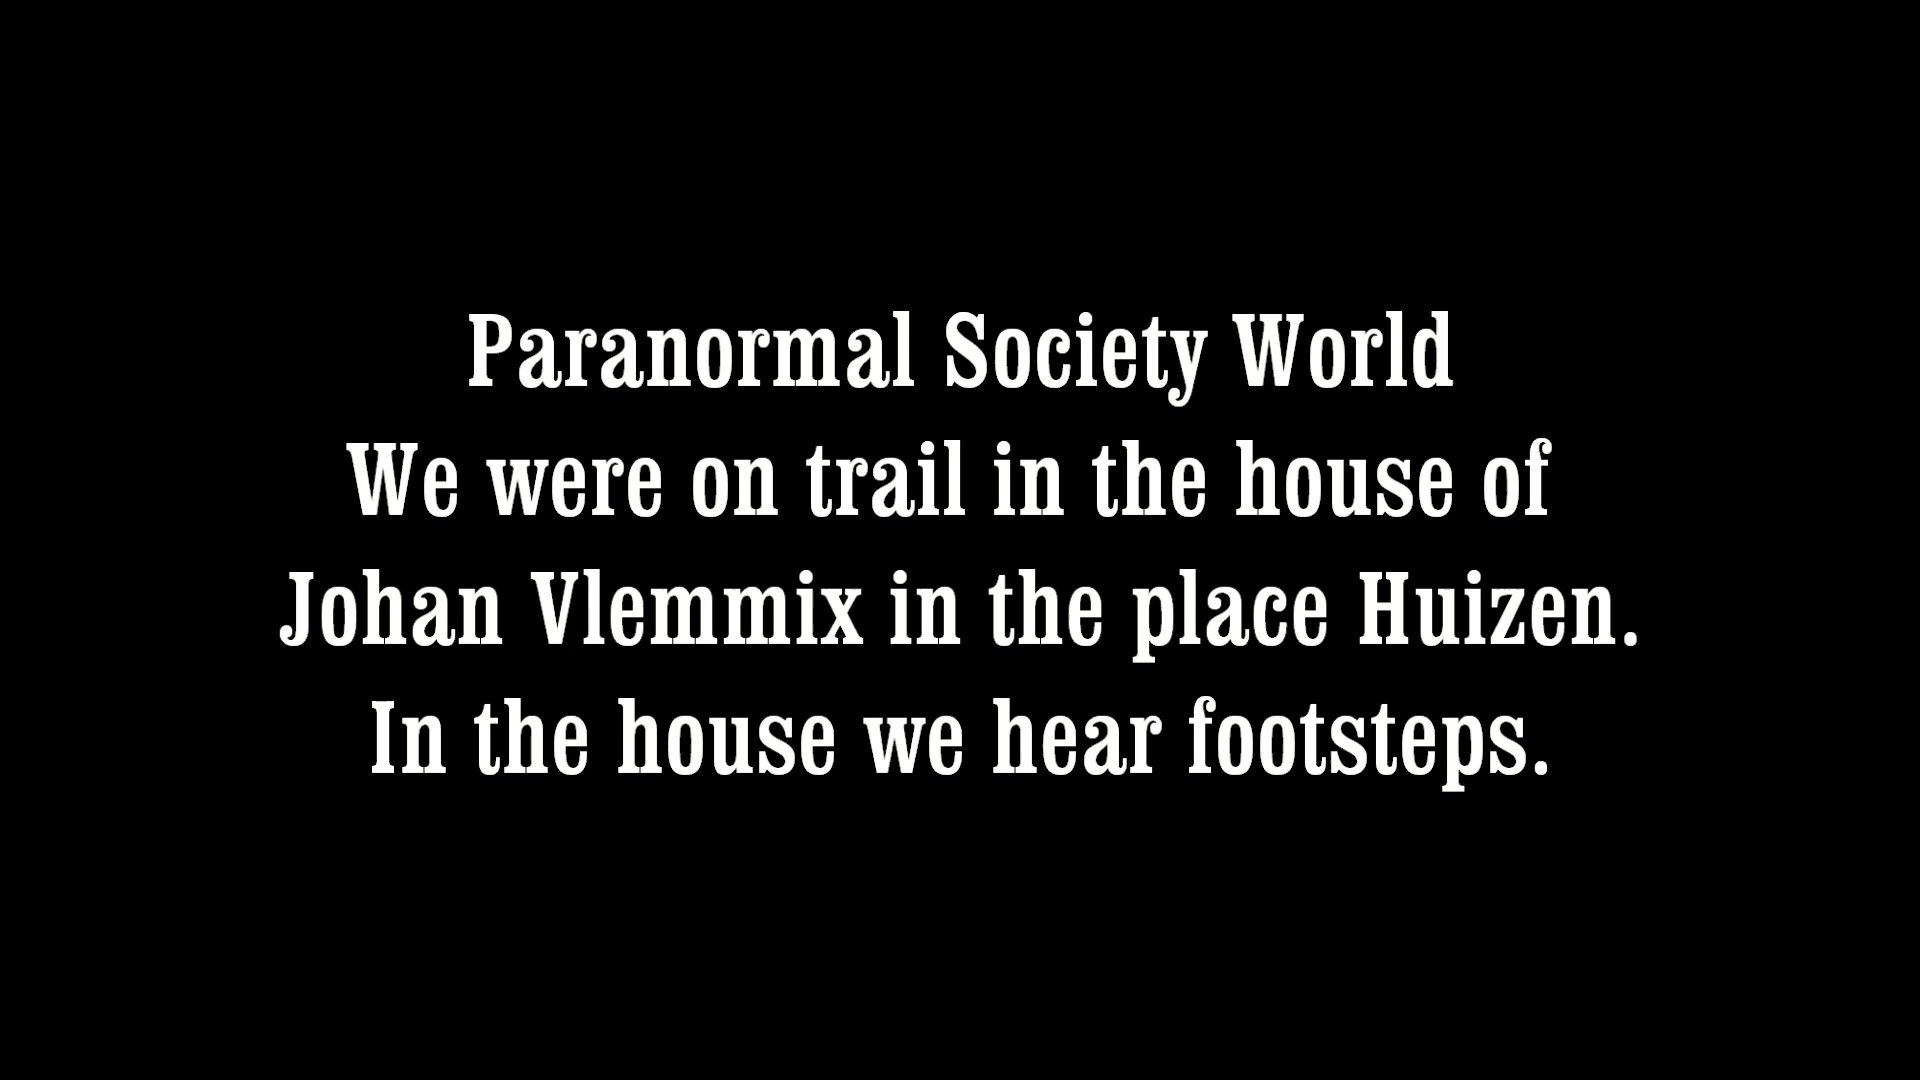 Paranormal Society World
We were on trail in the house of
Johan Vlemmix in the place Huizen.
In the house we hear footsteps.